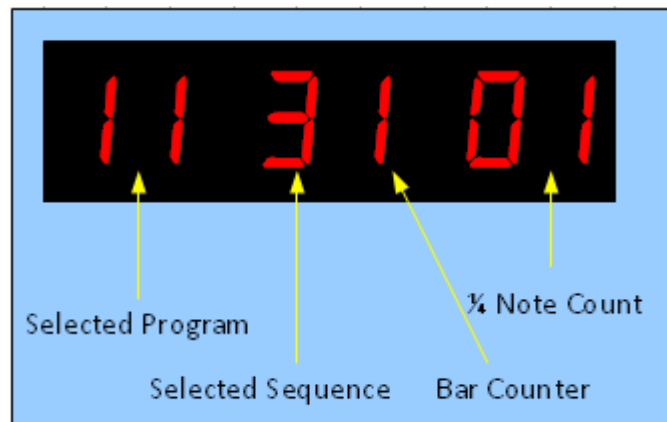 11 31 01
Selected Program
¼ Note Count
Selected Sequence
Bar Counter